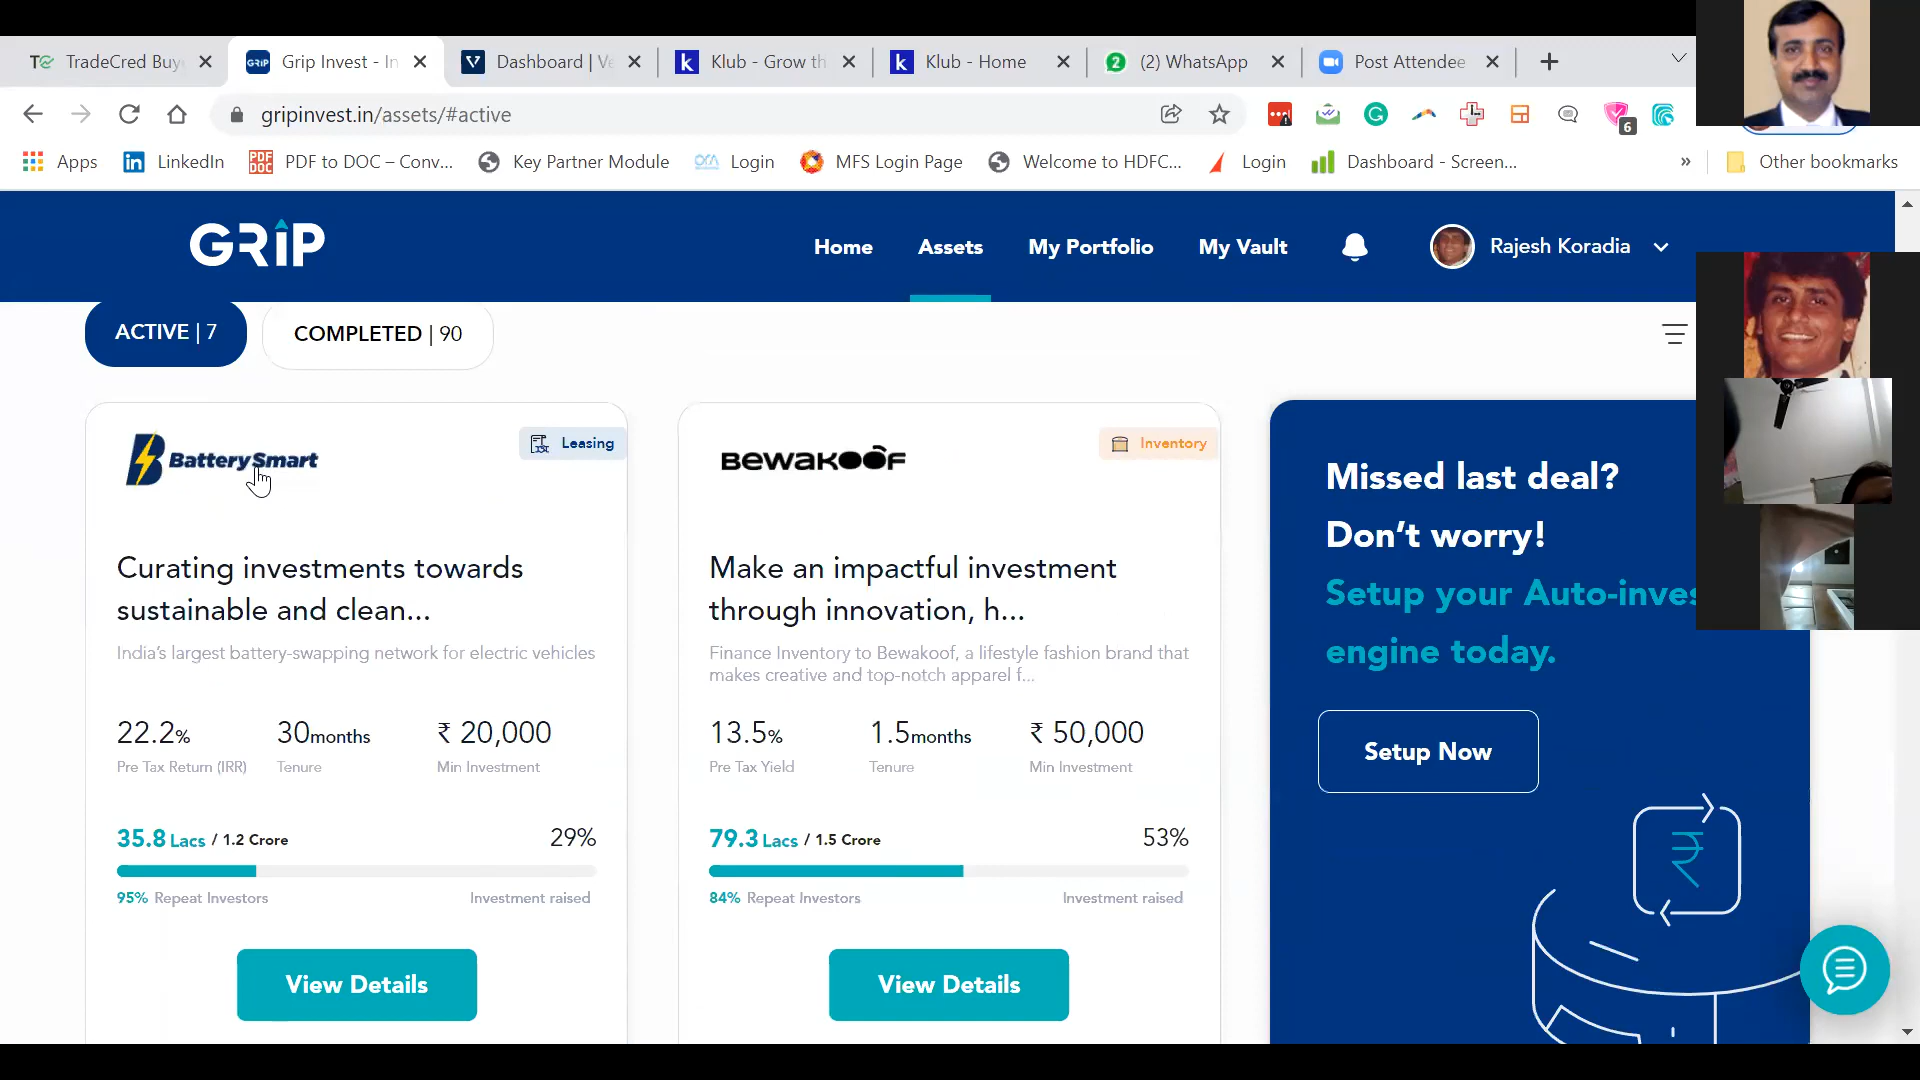 TradeCred Buy
Grip Invest - In
Dashboard | Ve
Klub - Grow th
Klub - Home
(2) WhatsApp
Post Attendee
gripinvest.in/assets/#active
6
Apps
LinkedIn
PDF to DOC – Conv...
Key Partner Module
Login
MFS Login Page
Welcome to HDFC...
Login
Dashboard - Screen...
»
Other bookmarks
GRIP
Home
Assets
My Portfolio
My Vault
Rajesh Koradia
ACTIVE | 7
COMPLETED | 90
BatterySmart
Leasing
Curating investments towards
sustainable and clean...
India's largest battery-swapping network for electric vehicles
22.2%
30months
₹ 20,000
Pre Tax Return (IRR)
Tenure
Min Investment
35.8 Lacs / 1.2 Crore
29%
95% Repeat Investors
Investment raised
View Details
BEWAKOOF
Inventory
Make an impactful investment
through innovation, h...
Finance Inventory to Bewakoof, a lifestyle fashion brand that
makes creative and top-notch apparel f...
13.5%
1.5months
₹ 50,000
Pre Tax Yield
Tenure
Min Investment
79.3 Lacs / 1.5 Crore
53%
84% Repeat Investors
Investment raised
View Details
Missed last deal?
Don't worry!
Setup your Auto-inves
engine today.
Setup Now
₹